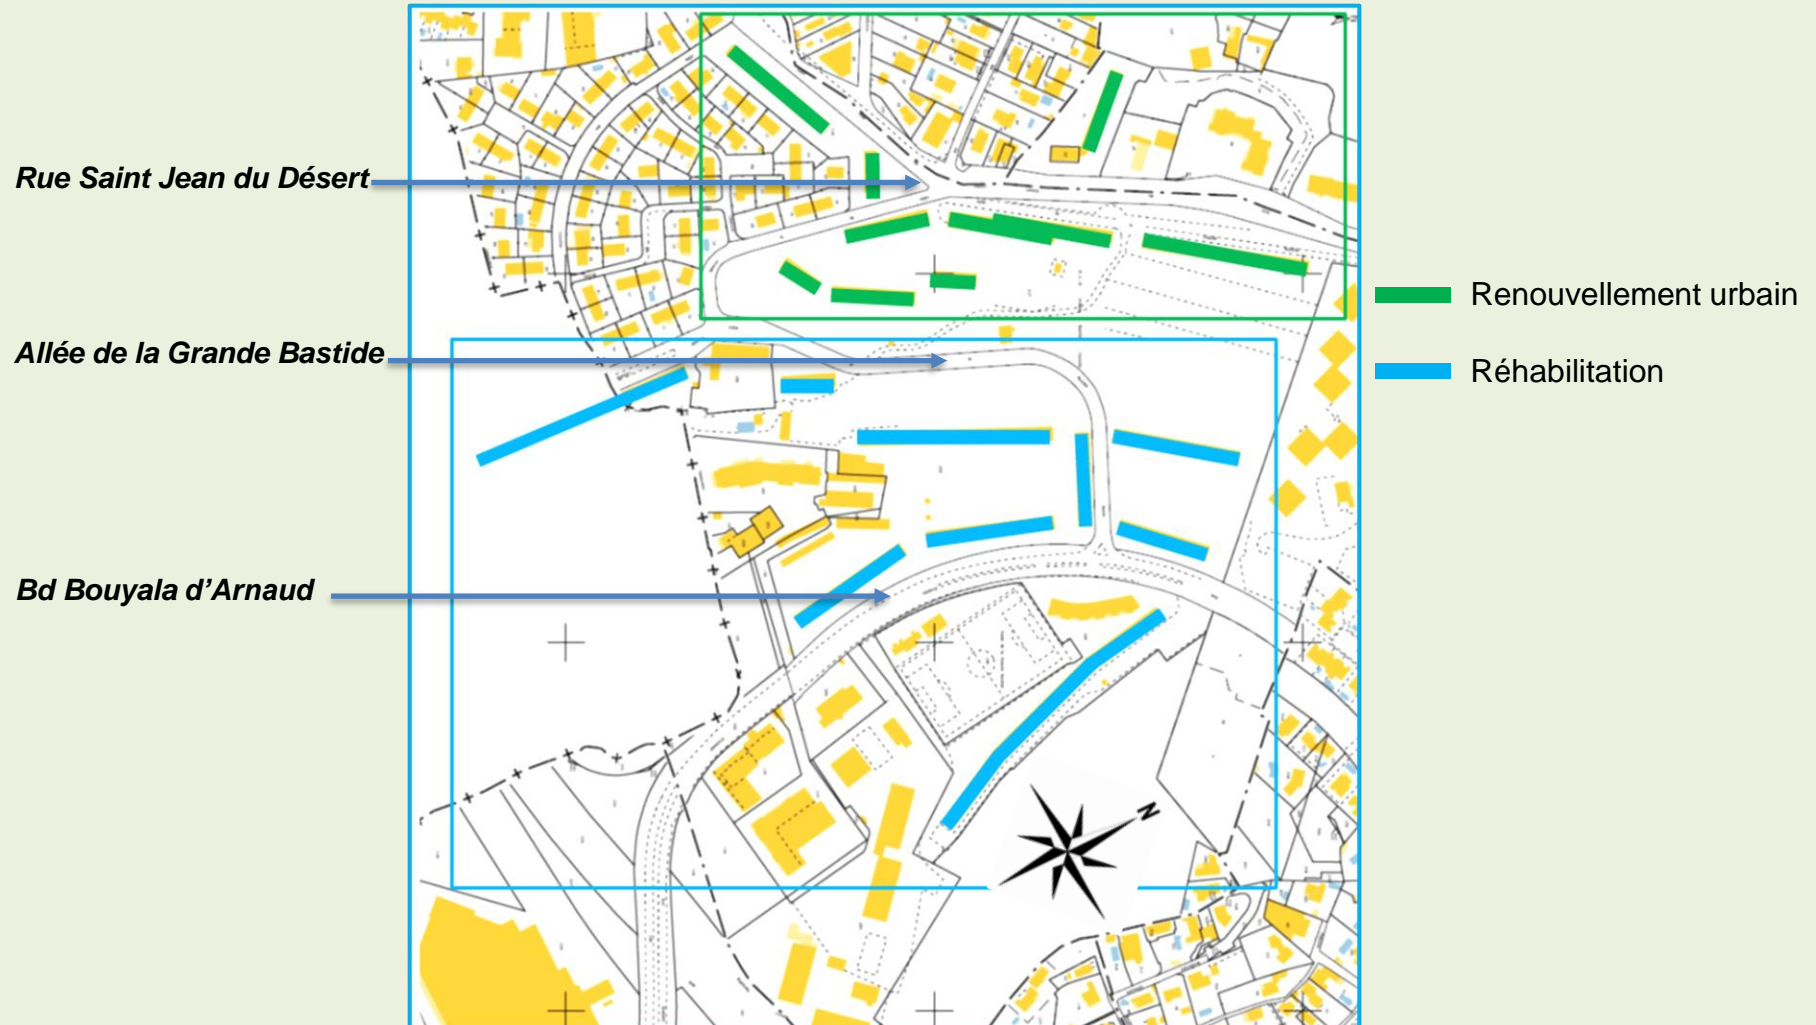 Rue Saint Jean du Désert
Renouvellement urbain
Allée de la Grande Bastide
Réhabilitation
Bd Bouyala d’Arnaud
N